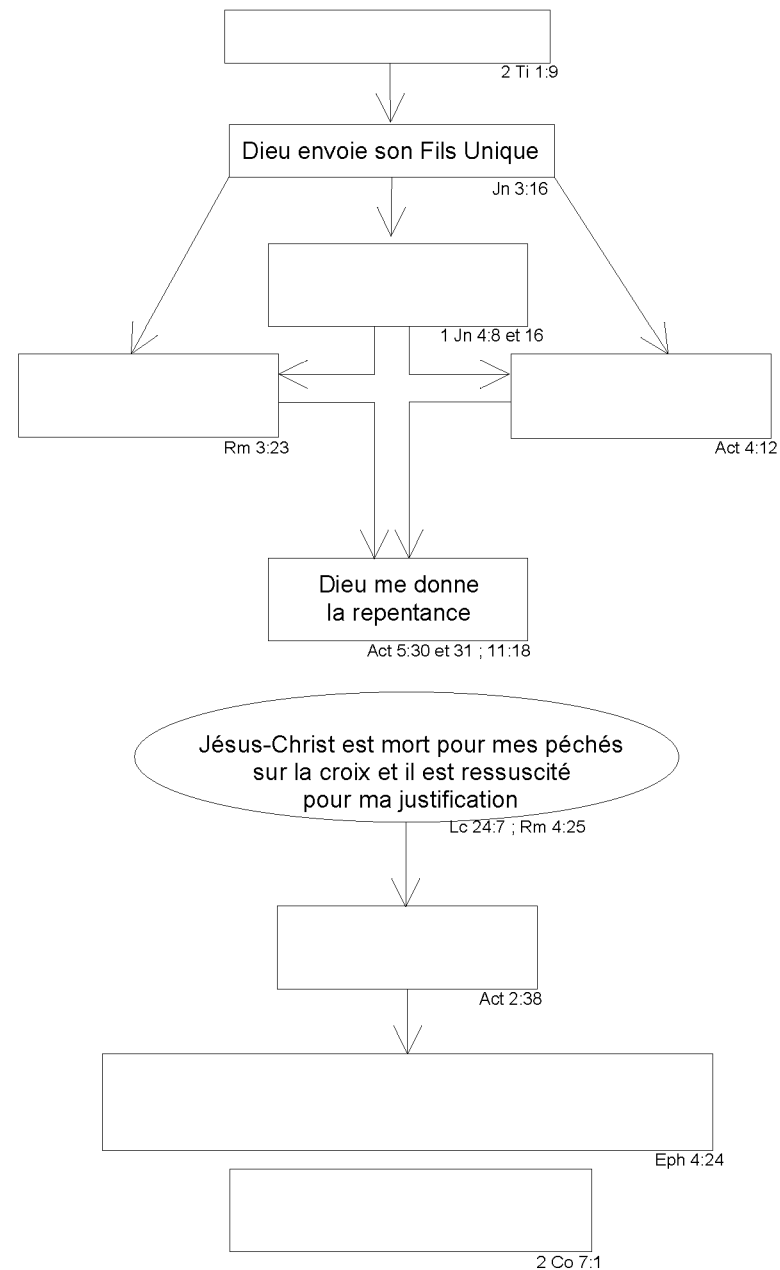 2 Ti 1:9
Dieu envoie son Fils Unique
Jn 3:16
1 Jn 4:8 et 16
Rm 3:23
Act 4:12
Dieu me donne
la repentance
Act 5:30 et 31 ; 11:18
Jésus-Christ est mort pour mes péchés
sur la croix et il est ressuscité
pour ma justification
Lc 24:7 ; Rm 4:25
Act 2:38
Eph 4:24
2 Co 7:1